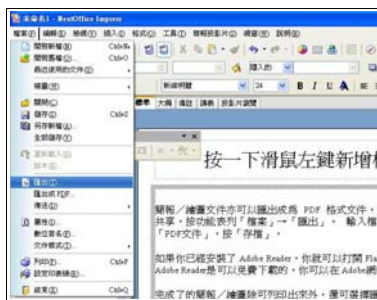 未命名1 - NextOffice Impress
檔案(F) 編輯(E) 檢視(V) 插入(I) 格式(O) 工具(T) 簡報投影片(D) 視窗(W) 說明(H)
開啟新檔(N) Ctrl+N
開啟舊檔(O)... Ctrl+O
最近使用的文件(R)
精靈(W)
關閉(C)
儲存(S) Ctrl+S
另存新檔(A)...
全部儲存(V)
重新載入(L)
版本(E)...
匯出(T)...
匯出成 PDF...
傳送(D)
屬性(I)...
數位簽名(G)...
文件範式(T)
列印(P)... Ctrl+P
設定印表機(R)...
結束(X) Ctrl+Q
新細明體 24 B I U A
標準 大綱 備註 講義 投影片瀏覽
按一下滑鼠左鍵新增標
簡報／繪圖文件亦可以匯出成為 PDF 格式文件，
共享，按功能表列「檔案」→「匯出」。 輸入檔
「PDF文件」，按「存檔」，
如果你已經安裝了 Adobe Reader，你就可以打開 Fla
Adobe Reader是可以免費下載的，你可以在 Adobe網
完成了的簡報／繪圖除可列印出來外，還可選擇匯